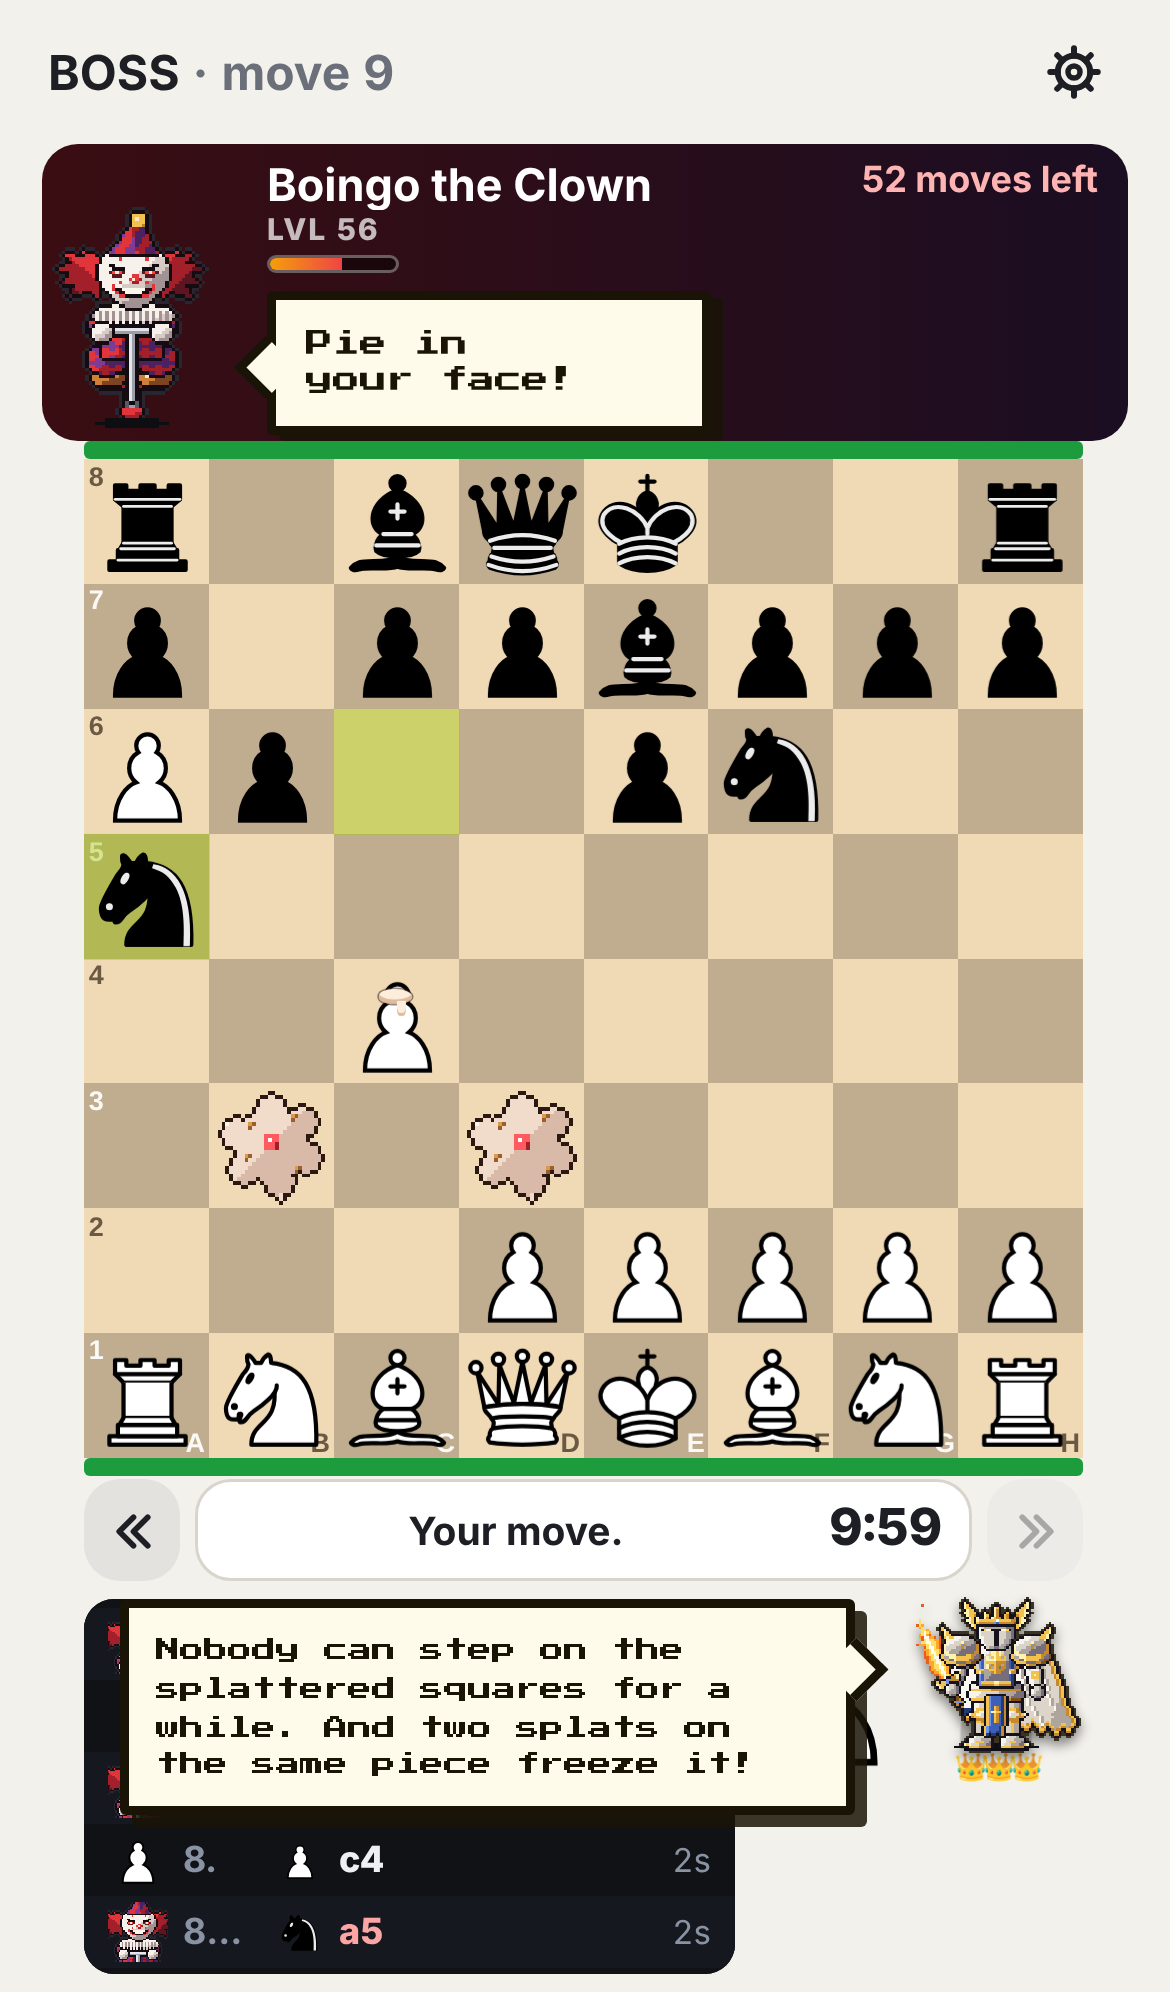 BOSS · move 9
Boingo the Clown
52 moves left
LVL 56
Pie in
your face!
8
7
6
5
4
3
2
1
A B C D E F G H
Your move. 9:59
Nobody can step on the
splattered squares for a
while. And two splats on
the same piece freeze it!
8. c4 2s
8... a5 2s